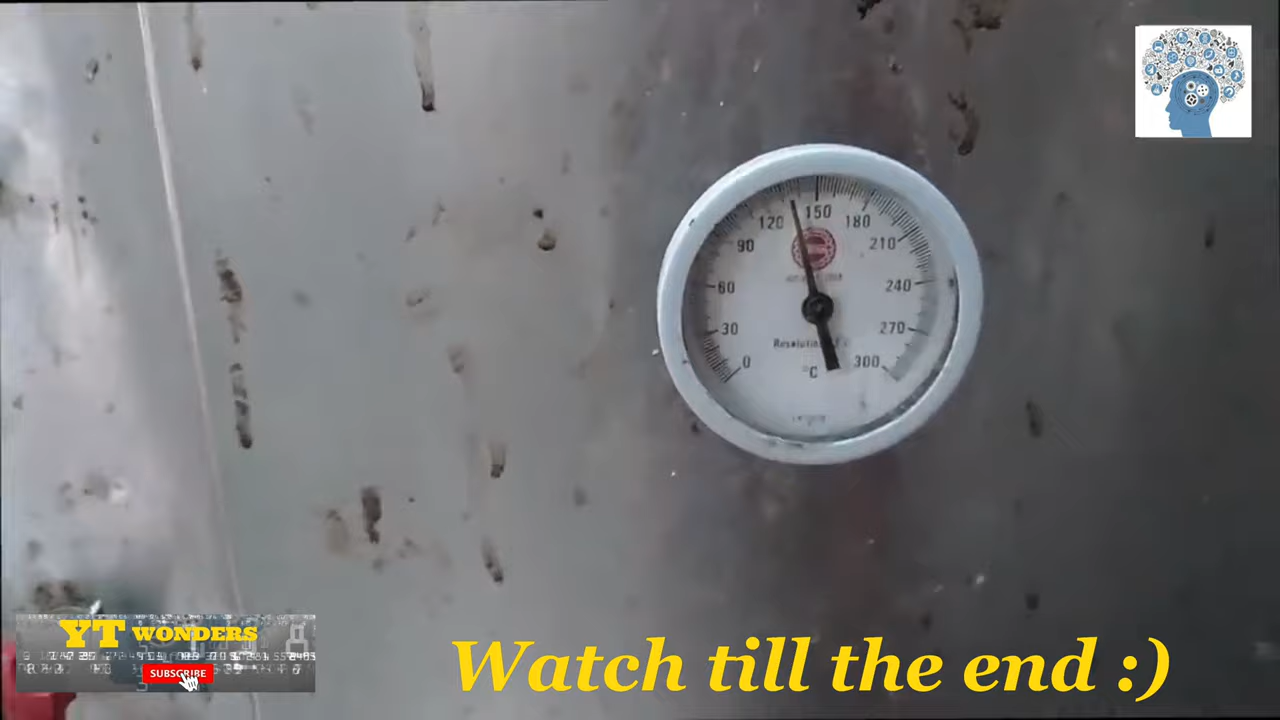 120 150 180
90 210
60 240
30 270
Resolution
0 300
°C
YT WONDERS
SUBSCRIBE
Watch till the end :)